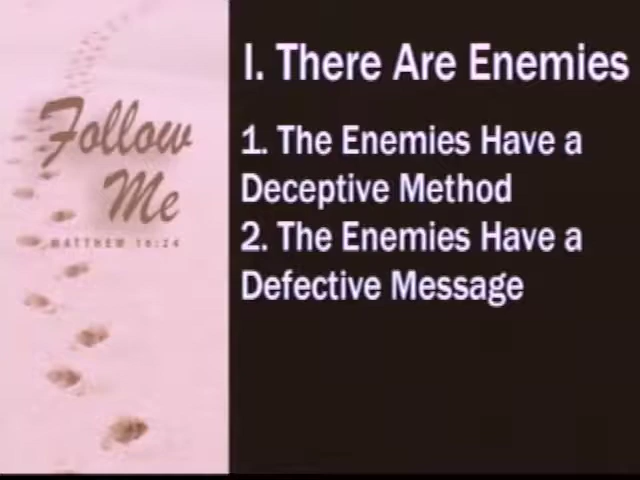 Follow
Me
MATTHEW 16:24
I. There Are Enemies
1. The Enemies Have a
Deceptive Method
2. The Enemies Have a
Defective Message